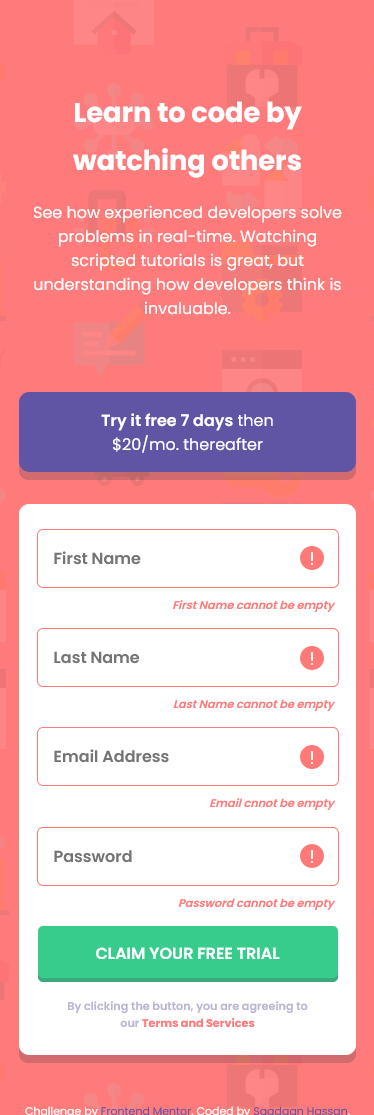 Learn to code by
watching others
See how experienced developers solve
problems in real-time. Watching
scripted tutorials is great, but
understanding how developers think is
invaluable.
Try it free 7 days then
$20/mo. thereafter
First Name
!
First Name cannot be empty
Last Name
!
Last Name cannot be empty
Email Address
!
Email cnnot be empty
Password
!
Password cannot be empty
CLAIM YOUR FREE TRIAL
By clicking the button, you are agreeing to
our Terms and Services
Challenge by Frontend Mentor. Coded by Saadaan Hassan.